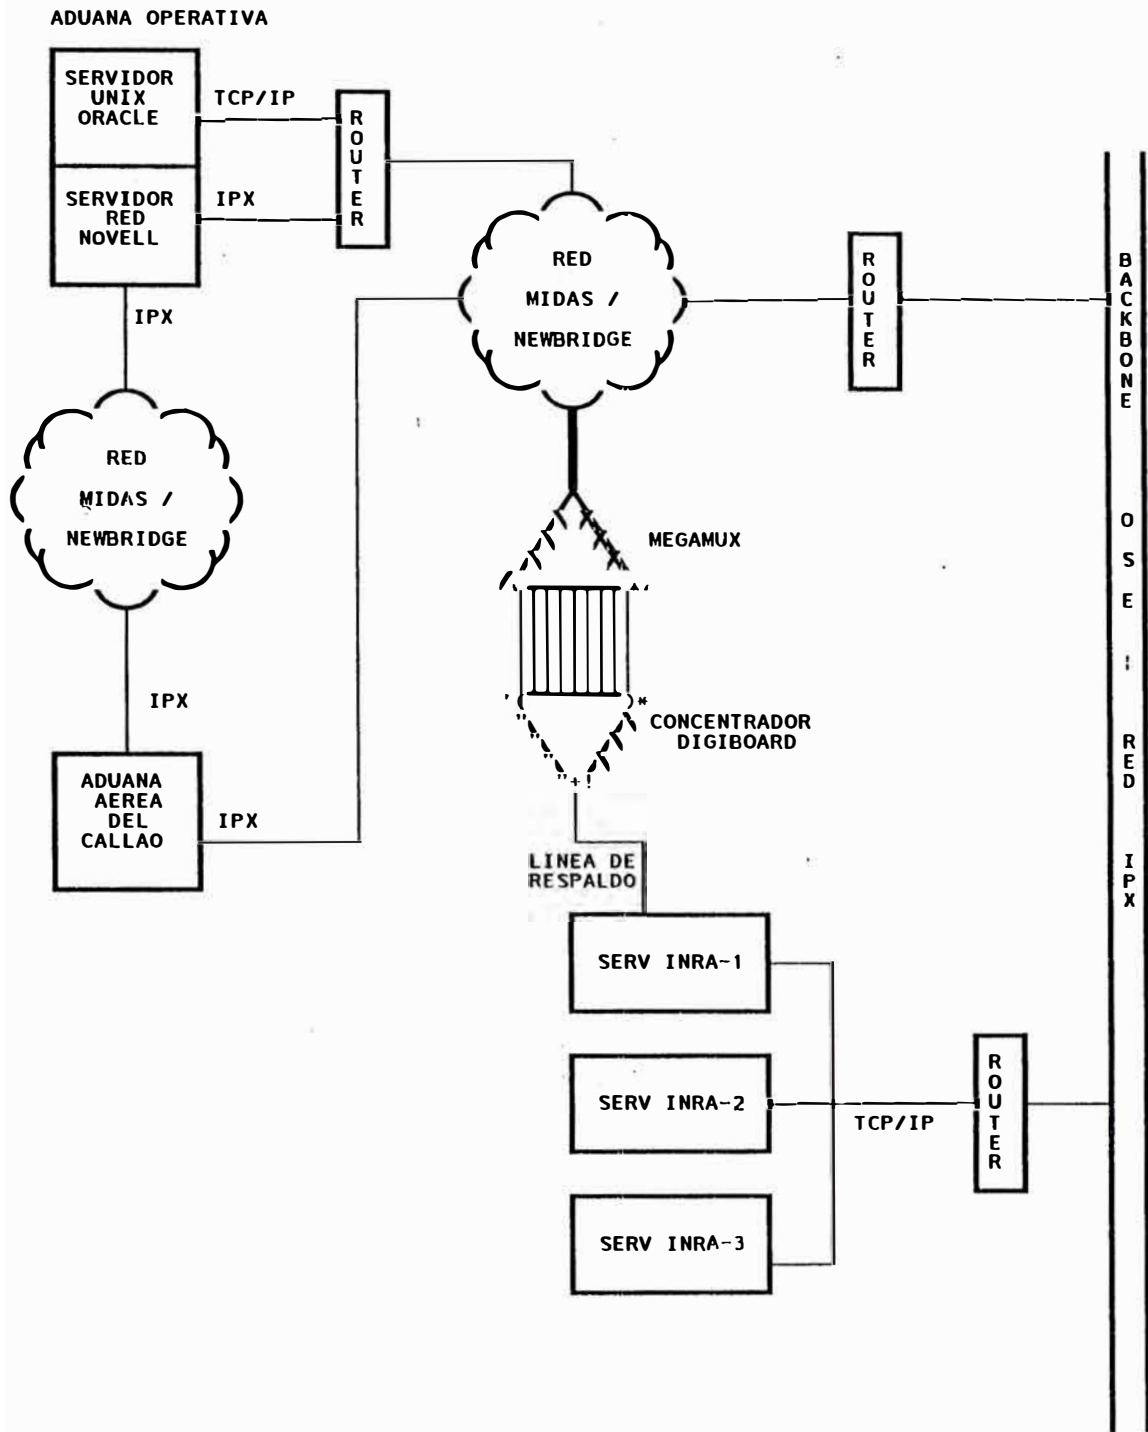 ADUANA OPERATIVA
SERVIDOR
UNIX
ORACLE
TCP/IP
ROUTER
SERVIDOR
RED
NOVELL
IPX
IPX
RED
MIDAS /
NEWBRIDGE
ROUTER
BACKBONE OSE I RED IPX
RED
MIDAS /
NEWBRIDGE
MEGAMUX
IPX
CONCENTRADOR
DIGIBOARD
ADUANA
AEREA
DEL
CALLAO
IPX
LINEA DE
RESPALDO
SERV INRA-1
SERV INRA-2
TCP/IP
ROUTER
SERV INRA-3